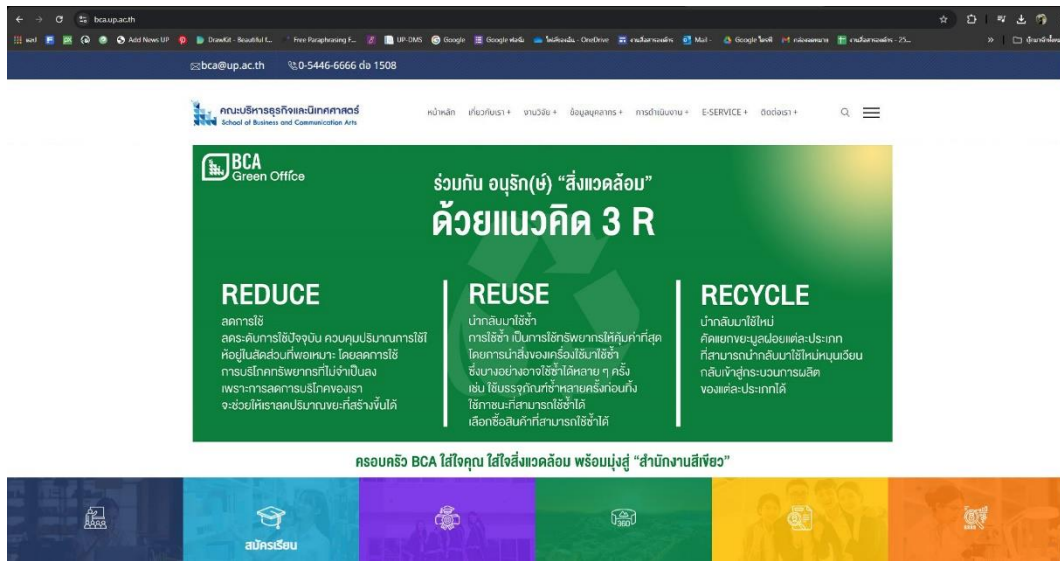 bca.up.ac.th
Add News UP
DrawKit - Beautiful L...
Free Paraphrasing E...
UP-DMS
Google
Mail -
bca@up.ac.th
0-5446-6666 ต่อ 1508
คณะบริหารธุรกิจและนิเทศศาสตร์
School of Business and Communication Arts
หน้าหลัก
เกี่ยวกับเรา +
งานวิจัย +
ข้อมูลบุคลากร +
การดำเนินงาน +
E-SERVICE +
ติดต่อเรา +
BCA
Green Office
ร่วมกัน อนุรัก(ษ์) “สิ่งแวดล้อม”
ด้วยแนวคิด 3 R
REDUCE
ลดการใช้
ลดระดับการใช้ปัจจุบัน ควบคุมปริมาณการใช้ใ
ห้อยู่ในสัดส่วนที่พอเหมาะ โดยลดการใช้
การบริโภคทรัพยากรที่ไม่จำเป็นลง
เพราะการลดการบริโภคของเรา
จะช่วยให้เราลดปริมาณขยะที่สร้างขึ้นได้
REUSE
นำกลับมาใช้ซ้ำ
การใช้ซ้ำ เป็นการใช้ทรัพยากรให้คุ้มค่าที่สุด
โดยการนำสิ่งของเครื่องใช้มาใช้ซ้ำ
ซึ่งบางอย่างอาจใช้ซ้ำได้หลาย ๆ ครั้ง
เช่น ใช้บรรจุภัณฑ์ซ้ำหลายครั้งก่อนทิ้ง
ใช้ภาชนะที่สามารถใช้ซ้ำได้
เลือกซื้อสินค้าที่สามารถใช้ซ้ำได้
RECYCLE
นำกลับมาใช้ใหม่
คัดแยกขยะมูลฝอยแต่ละประเภท
ที่สามารถนำกลับมาใช้ใหม่หมุนเวียน
กลับเข้าสู่กระบวนการผลิต
ของแต่ละประเภทได้
ครอบครัว BCA ใส่ใจคุณ ใส่ใจสิ่งแวดล้อม พร้อมมุ่งสู่ “สำนักงานสีเขียว”
สมัครเรียน
360